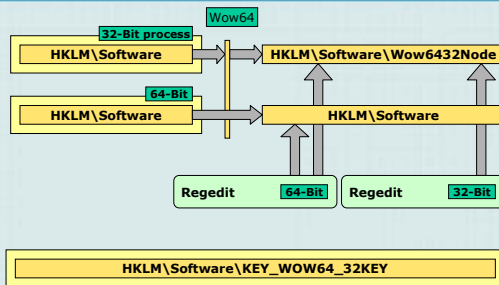 Wow64
32-Bit process
HKLM\Software
HKLM\Software\Wow6432Node
64-Bit
HKLM\Software
HKLM\Software
Regedit 64-Bit
Regedit 32-Bit
HKLM\Software\KEY_WOW64_32KEY